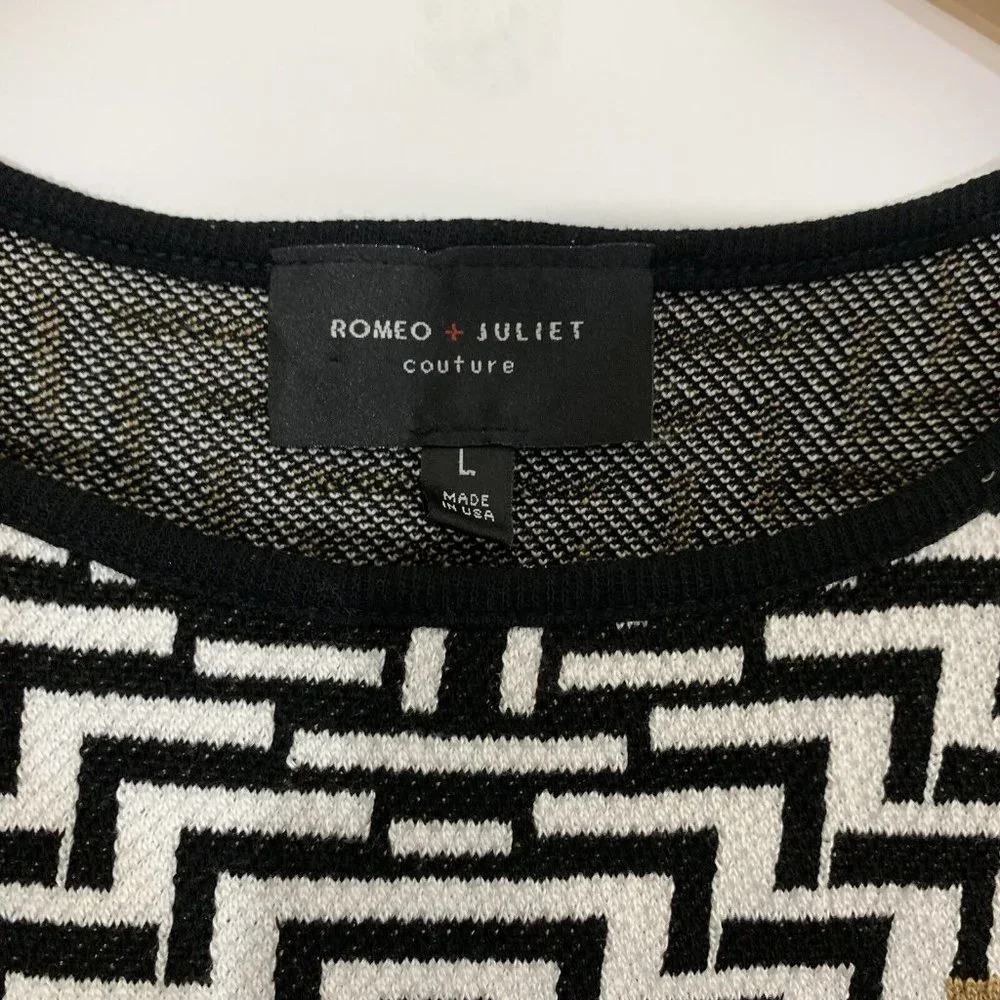 ROMEO + JULIET
couture
L
MADE
IN USA